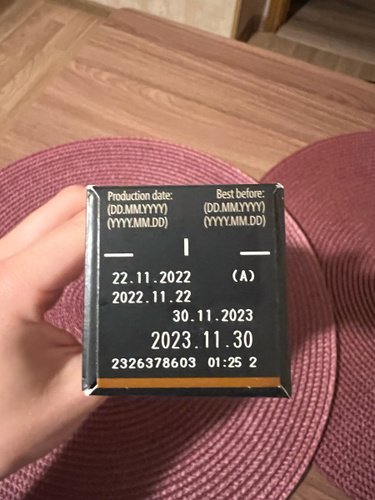 Production date: Best before:
(DD.MM.YYYY) (DD.MM.YYYY)
(YYYY.MM.DD) (YYYY.MM.DD)
22.11.2022 (A)
2022.11.22
30.11.2023
2023.11.30
2326378603 01:25 2